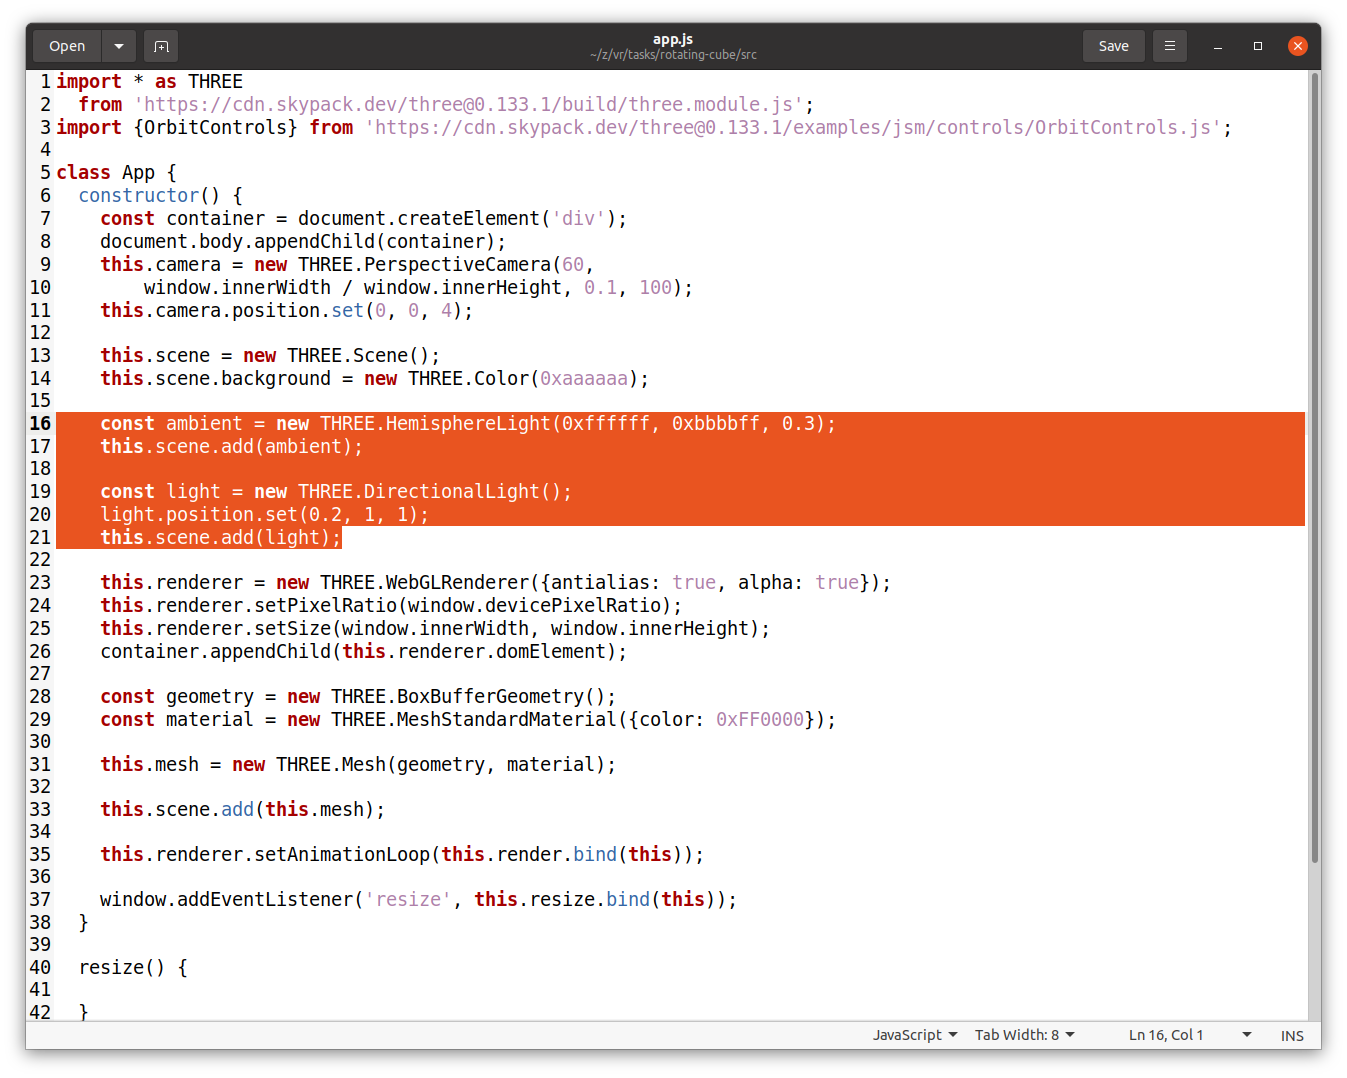 Open
app.js
~/z/vr/tasks/rotating-cube/src
Save
1 import * as THREE
2   from 'https://cdn.skypack.dev/three@0.133.1/build/three.module.js';
3 import {OrbitControls} from 'https://cdn.skypack.dev/three@0.133.1/examples/jsm/controls/OrbitControls.js';
4
5 class App {
6   constructor() {
7     const container = document.createElement('div');
8     document.body.appendChild(container);
9     this.camera = new THREE.PerspectiveCamera(60,
10         window.innerWidth / window.innerHeight, 0.1, 100);
11     this.camera.position.set(0, 0, 4);
12
13     this.scene = new THREE.Scene();
14     this.scene.background = new THREE.Color(0xaaaaaa);
15
16     const ambient = new THREE.HemisphereLight(0xffffff, 0xbbbbff, 0.3);
17     this.scene.add(ambient);
18
19     const light = new THREE.DirectionalLight();
20     light.position.set(0.2, 1, 1);
21     this.scene.add(light);
22
23     this.renderer = new THREE.WebGLRenderer({antialias: true, alpha: true});
24     this.renderer.setPixelRatio(window.devicePixelRatio);
25     this.renderer.setSize(window.innerWidth, window.innerHeight);
26     container.appendChild(this.renderer.domElement);
27
28     const geometry = new THREE.BoxBufferGeometry();
29     const material = new THREE.MeshStandardMaterial({color: 0xFF0000});
30
31     this.mesh = new THREE.Mesh(geometry, material);
32
33     this.scene.add(this.mesh);
34
35     this.renderer.setAnimationLoop(this.render.bind(this));
36
37     window.addEventListener('resize', this.resize.bind(this));
38   }
39
40   resize() {
41
42   }
JavaScript Tab Width: 8 Ln 16, Col 1 INS